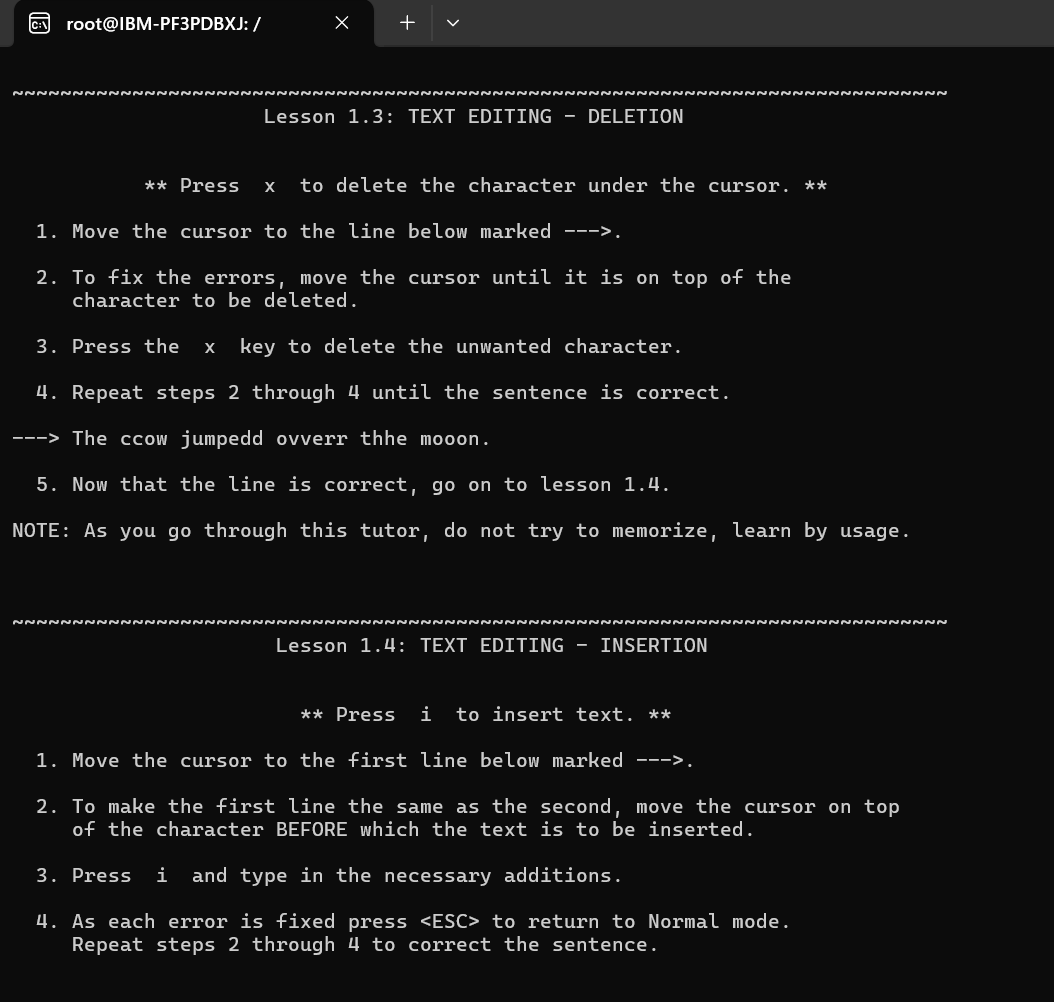 root@IBM-PF3PDBXJ: /
~~~~~~~~~~~~~~~~~~~~~~~~~~~~~~~~~~~~~~~~~~~~~~~~~~~~~~~~~~~~~~~~~~~~~~~~~~~~~~
Lesson 1.3: TEXT EDITING - DELETION
** Press  x  to delete the character under the cursor. **
1. Move the cursor to the line below marked --->.
2. To fix the errors, move the cursor until it is on top of the
character to be deleted.
3. Press the  x  key to delete the unwanted character.
4. Repeat steps 2 through 4 until the sentence is correct.
---> The ccow jumpedd ovverr thhe mooon.
5. Now that the line is correct, go on to lesson 1.4.
NOTE: As you go through this tutor, do not try to memorize, learn by usage.
~~~~~~~~~~~~~~~~~~~~~~~~~~~~~~~~~~~~~~~~~~~~~~~~~~~~~~~~~~~~~~~~~~~~~~~~~~~~~~
Lesson 1.4: TEXT EDITING - INSERTION
** Press  i  to insert text. **
1. Move the cursor to the first line below marked --->.
2. To make the first line the same as the second, move the cursor on top
of the character BEFORE which the text is to be inserted.
3. Press  i  and type in the necessary additions.
4. As each error is fixed press <ESC> to return to Normal mode.
Repeat steps 2 through 4 to correct the sentence.